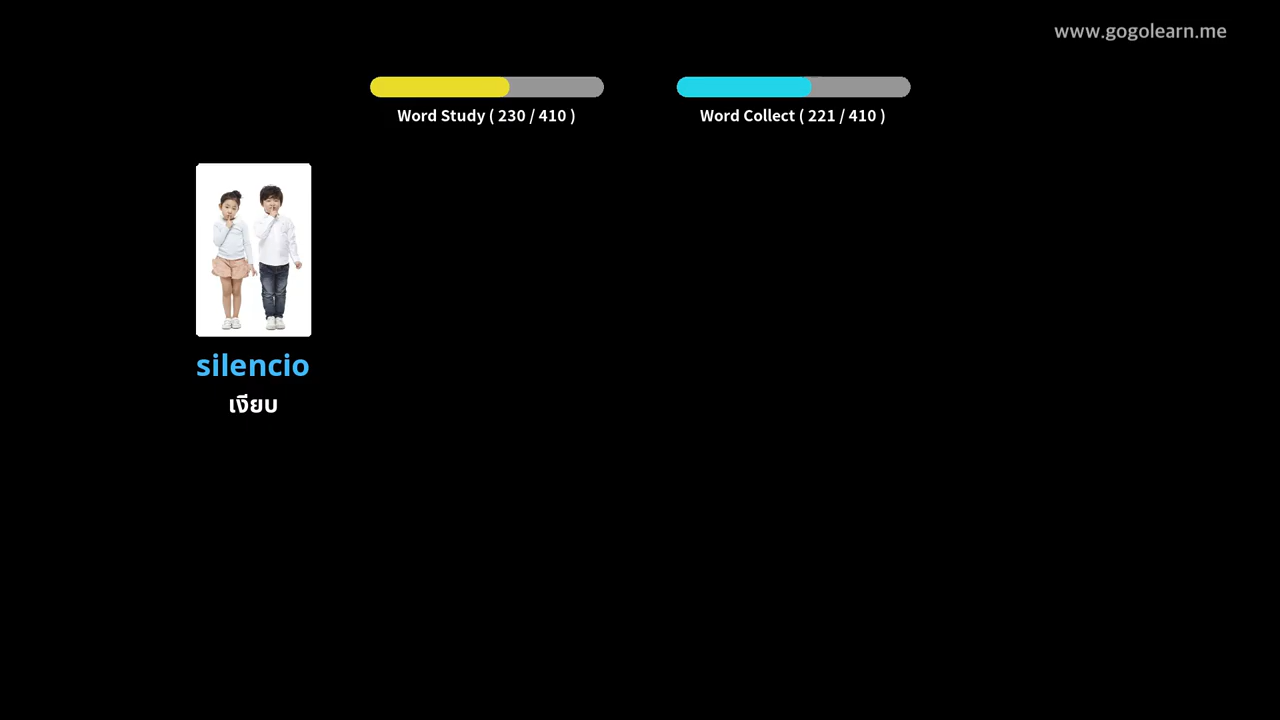 www.gogolearn.me
Word Study ( 230 / 410 )
Word Collect ( 221 / 410 )
silencio
เงียบ